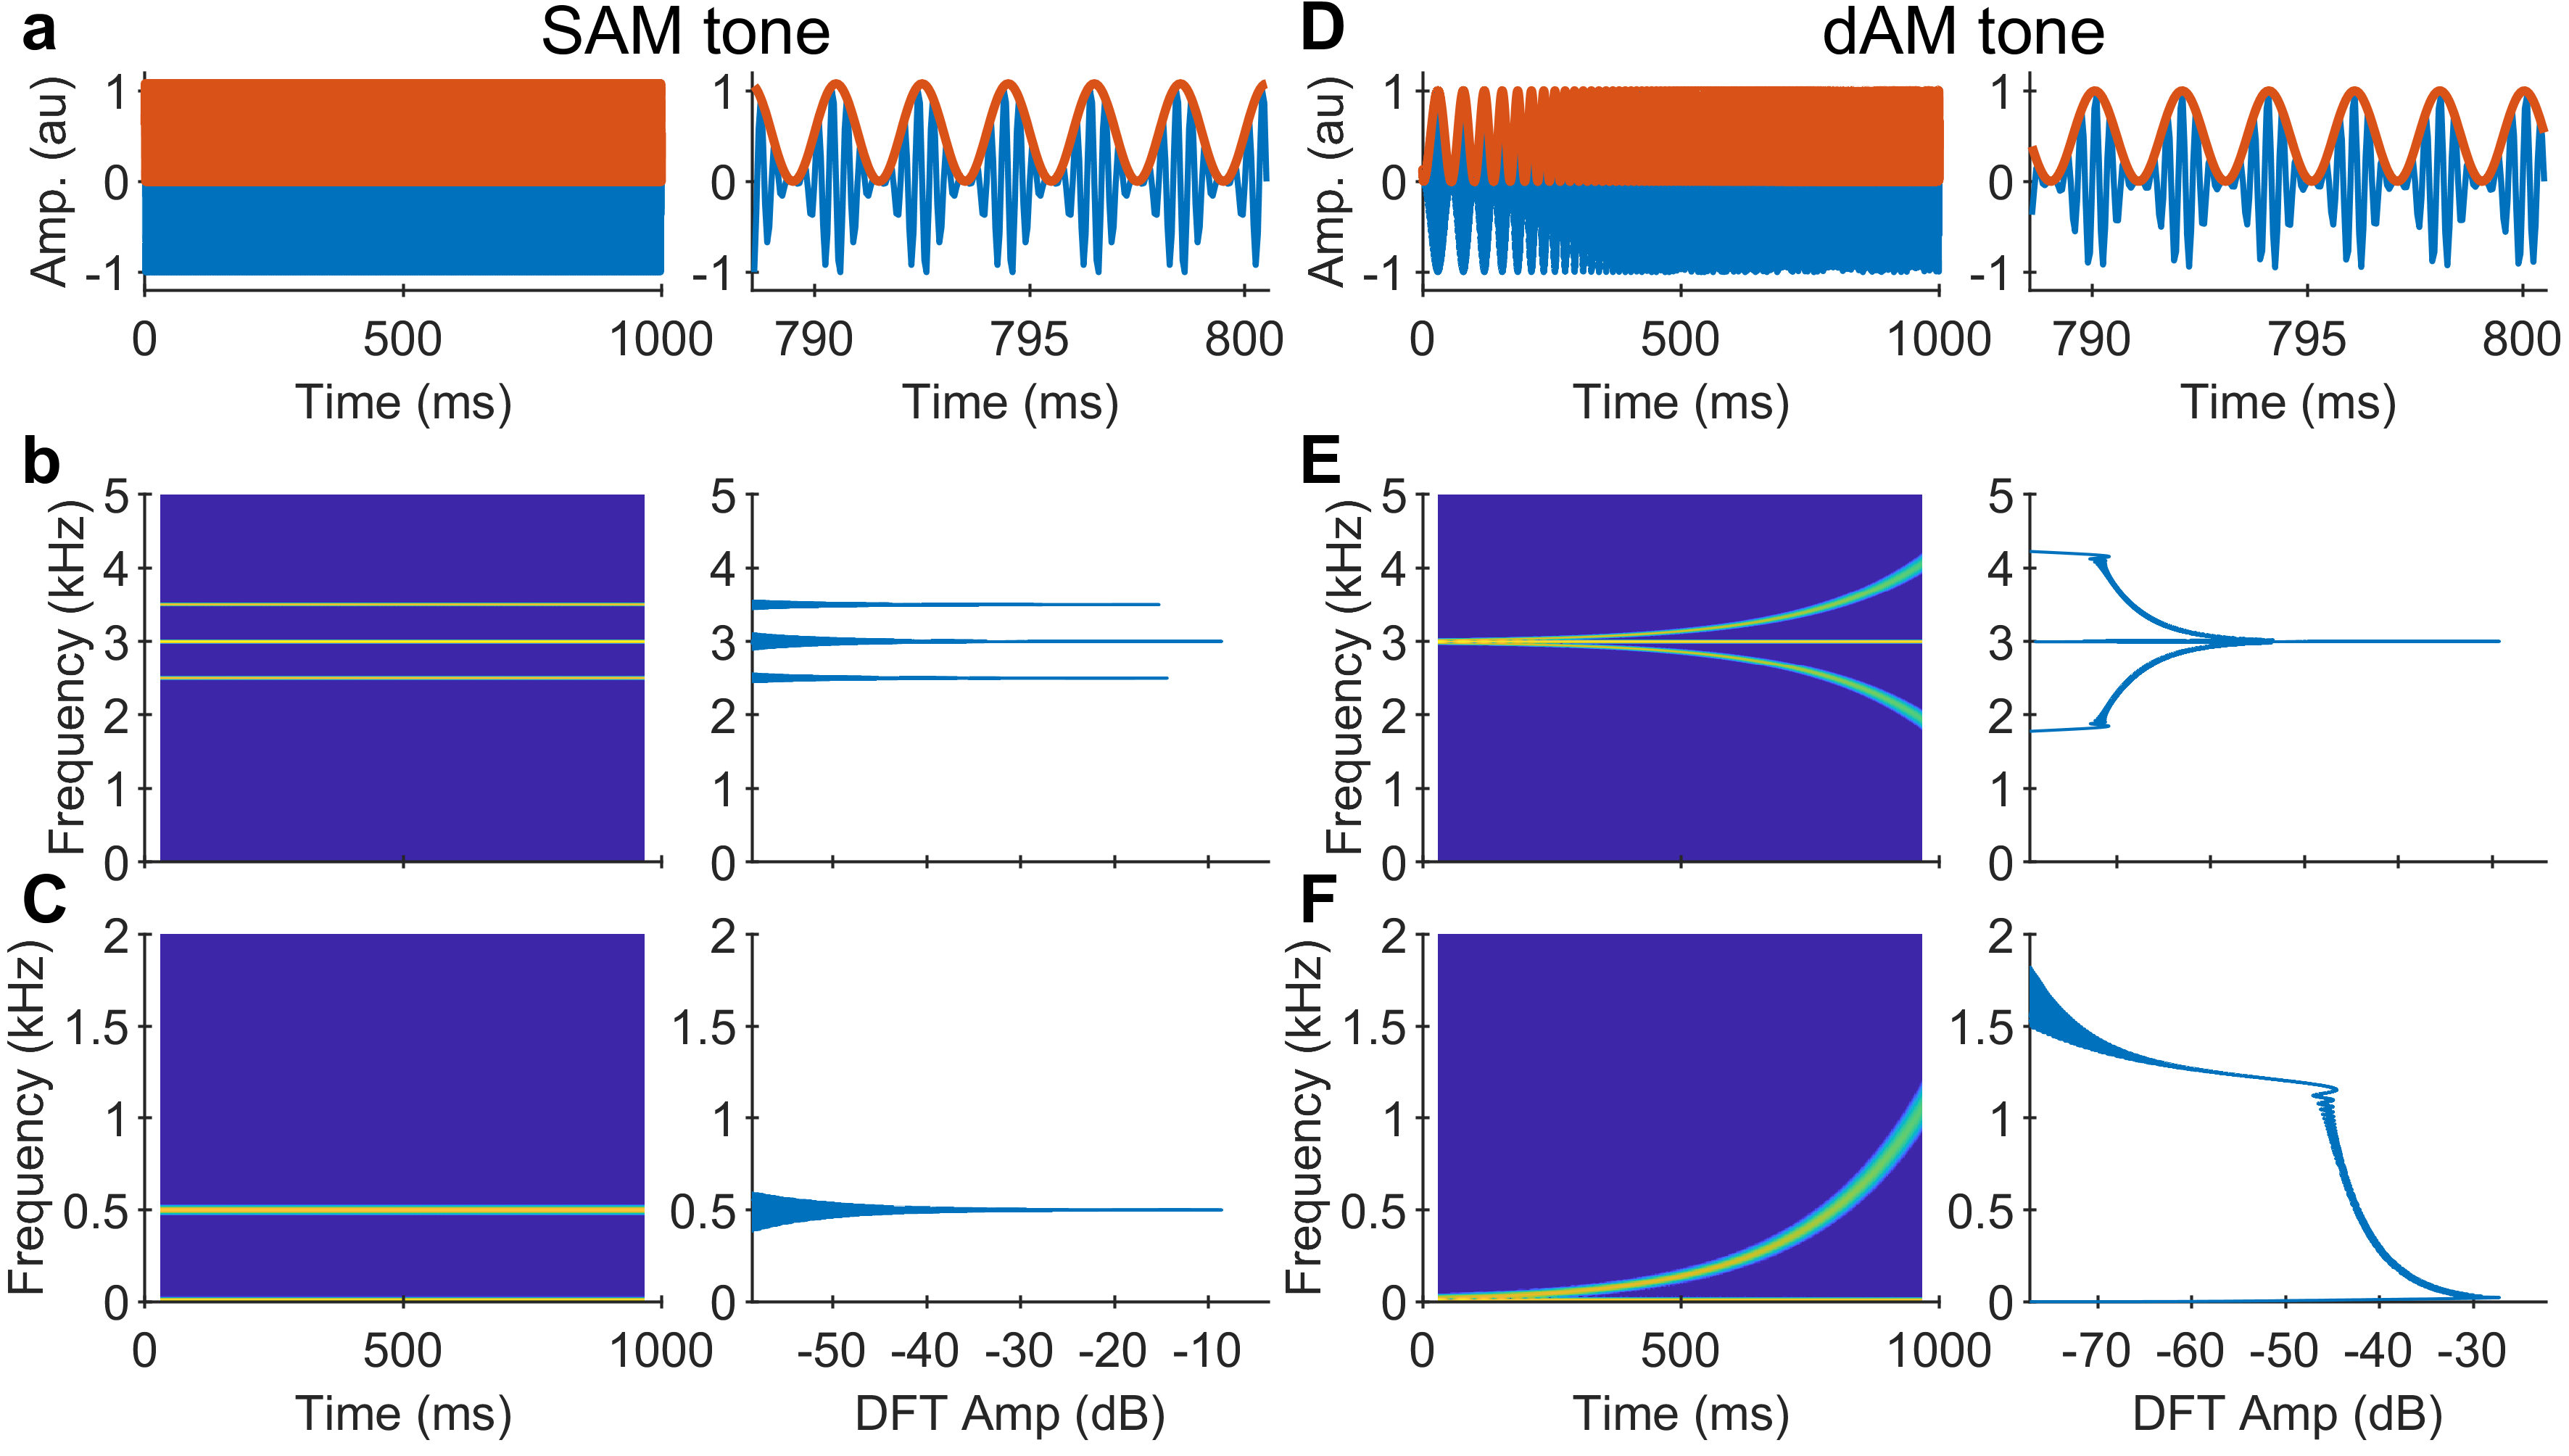 a SAM tone D dAM tone
Amp. (au) 1 0 -1 1 0 -1 Amp. (au) 1 0 -1 1 0 -1
0 500 1000 790 795 800 0 500 1000 790 795 800
Time (ms) Time (ms) Time (ms) Time (ms)
b E
Frequency (kHz) 5 4 3 2 1 0 5 4 3 2 1 0 Frequency (kHz) 5 4 3 2 1 0 5 4 3 2 1 0
C F
Frequency (kHz) 2 1.5 1 0.5 0 2 1.5 1 0.5 0 Frequency (kHz) 2 1.5 1 0.5 0 2 1.5 1 0.5 0
0 500 1000 -50 -40 -30 -20 -10 0 500 1000 -70 -60 -50 -40 -30
Time (ms) DFT Amp (dB) Time (ms) DFT Amp (dB)